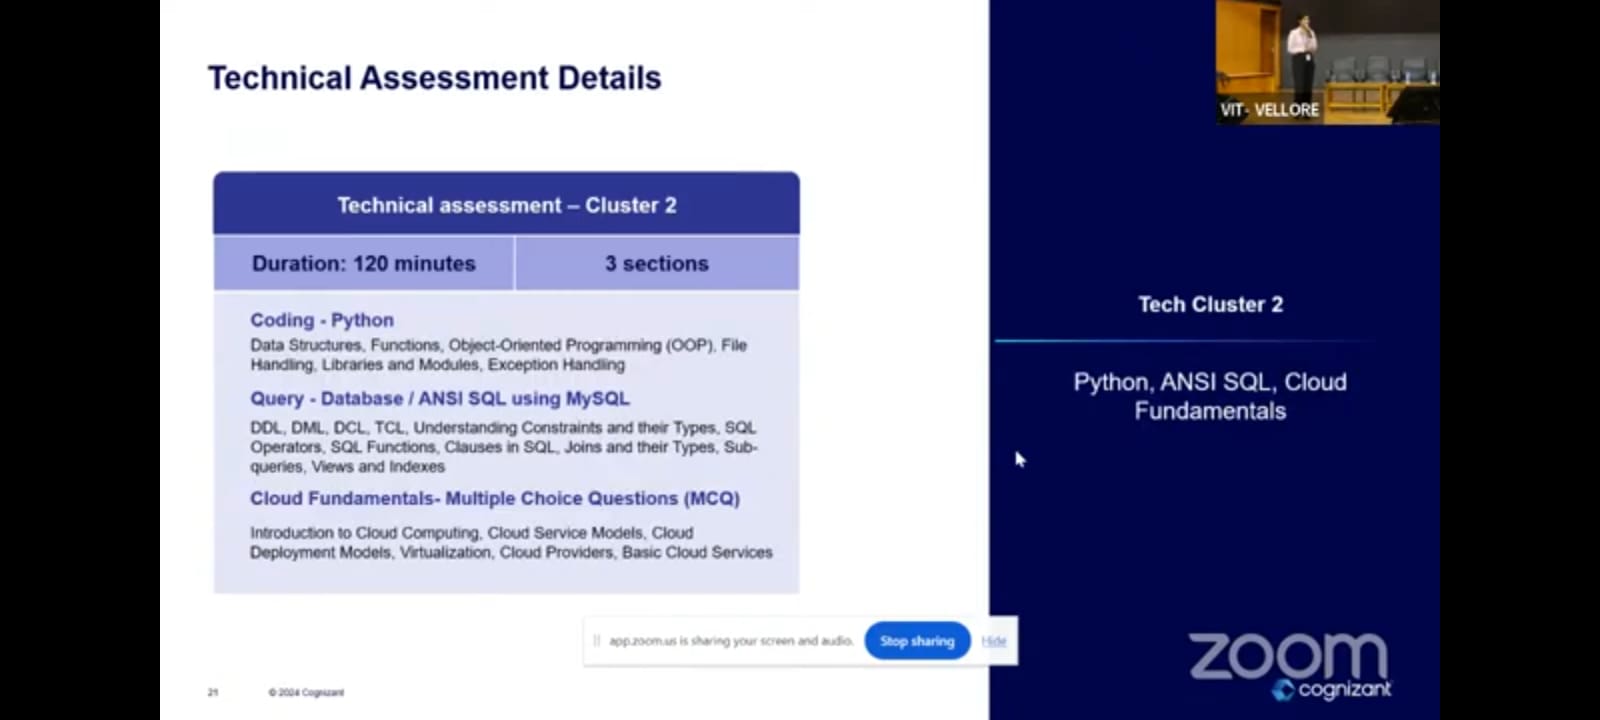 Technical Assessment Details
VIT- VELLORE
Technical assessment – Cluster 2
Duration: 120 minutes
3 sections
Coding - Python
Data Structures, Functions, Object-Oriented Programming (OOP), File
Handling, Libraries and Modules, Exception Handling
Query - Database / ANSI SQL using MySQL
DDL, DML, DCL, TCL, Understanding Constraints and their Types, SQL
Operators, SQL Functions, Clauses in SQL, Joins and their Types, Sub-
queries, Views and Indexes
Cloud Fundamentals- Multiple Choice Questions (MCQ)
Introduction to Cloud Computing, Cloud Service Models, Cloud
Deployment Models, Virtualization, Cloud Providers, Basic Cloud Services
Tech Cluster 2
Python, ANSI SQL, Cloud
Fundamentals
app.zoom.us is sharing your screen and audio.
Stop sharing
Hide
21
© 2024 Cognizant
zoom
cognizant